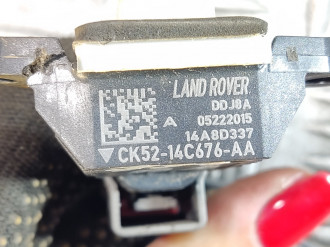 LAND ROVER
DDJ8A
A 05222015
14A8D337
CK52-14C676-AA